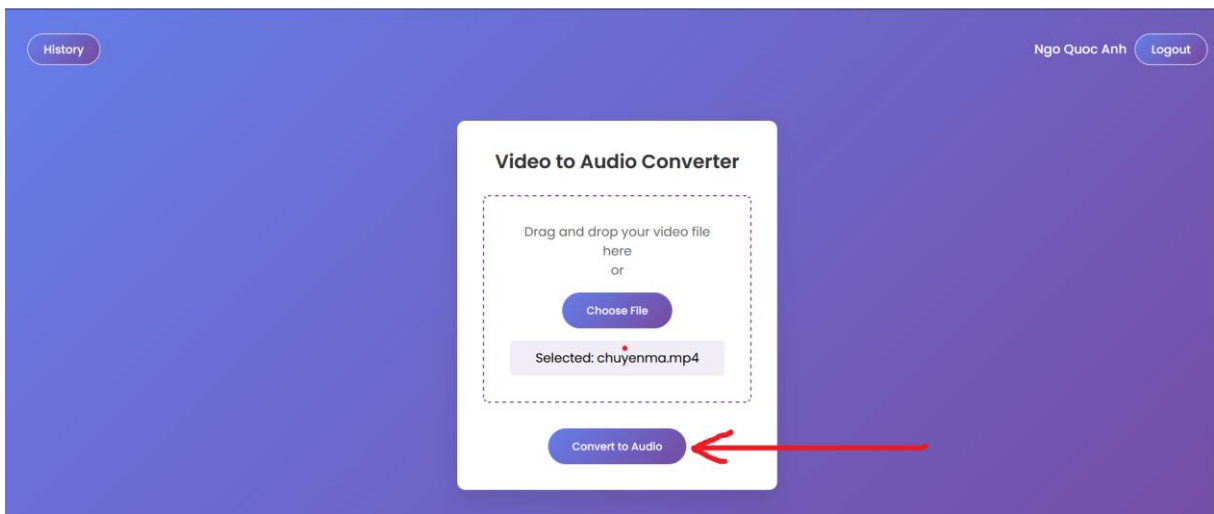 History
Ngo Quoc Anh
Logout
Video to Audio Converter
Drag and drop your video file
here
or
Choose File
Selected: chuyenma.mp4
Convert to Audio